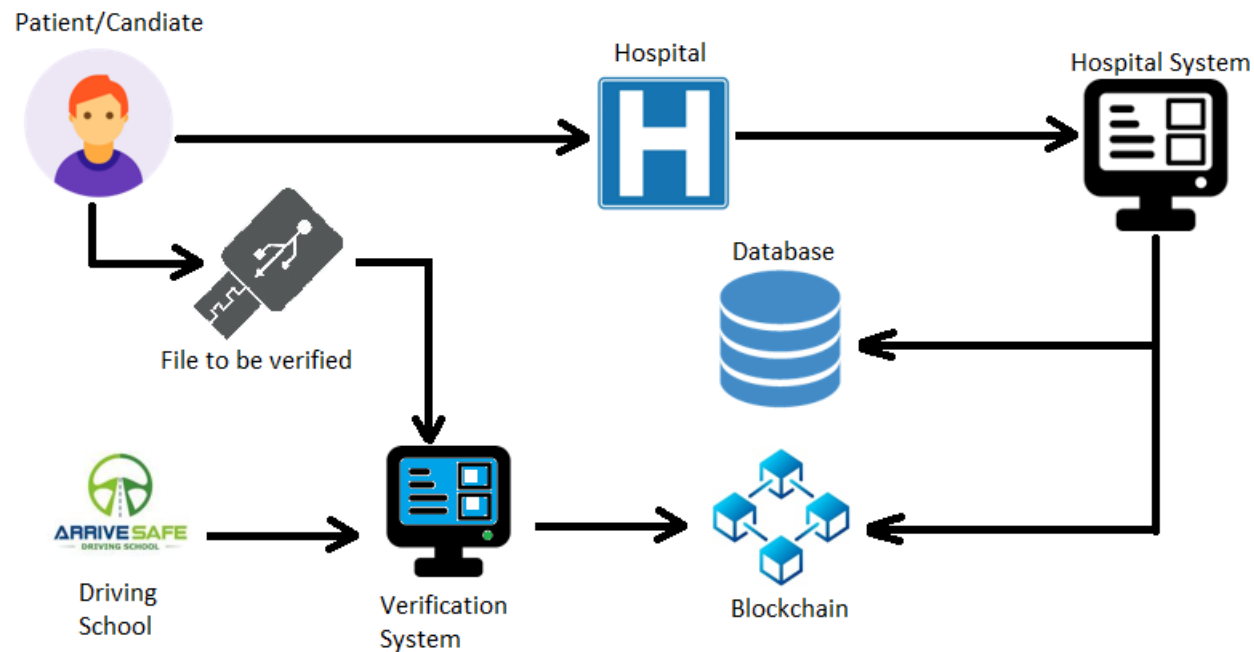 Patient/Candiate
Hospital
Hospital System
H
Database
File to be verified
ARRIVE SAFE
DRIVING SCHOOL
Driving
School
Verification
System
Blockchain